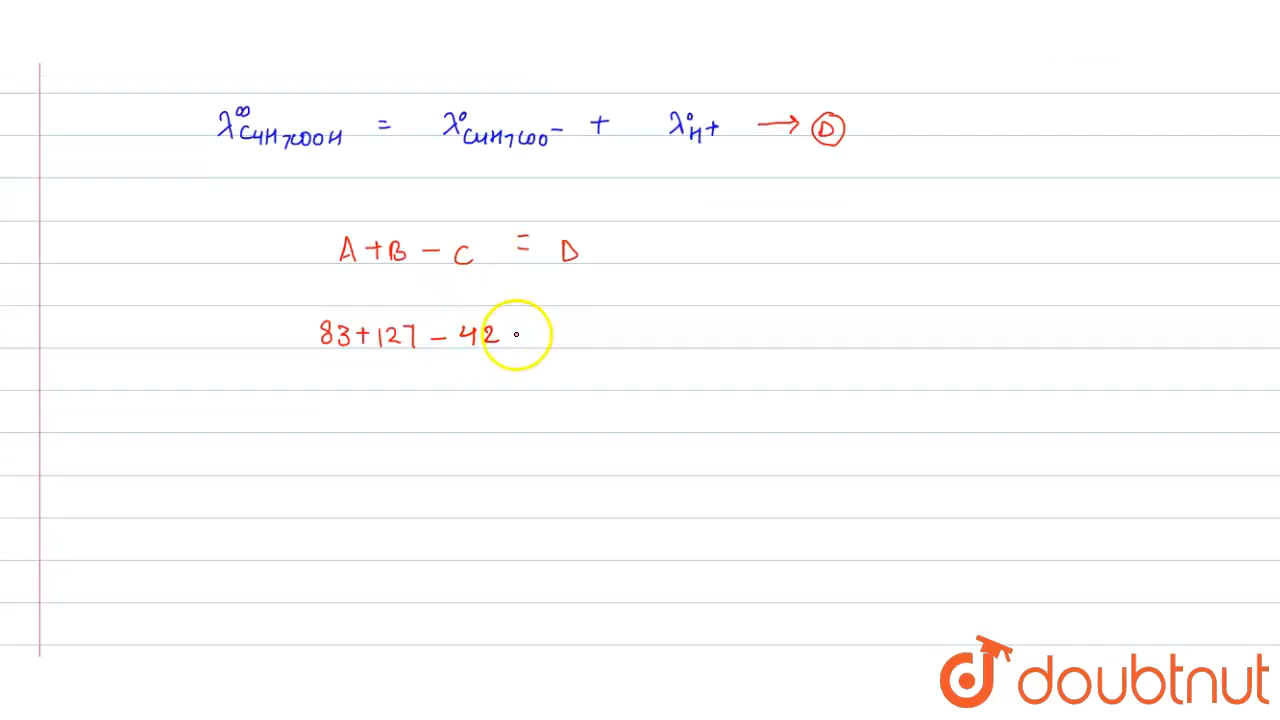 λ∞C4H7COOH = λ°C4H7COO− + λ°H+ → D
A+B − C = D
83+127 − 42
doubtnut